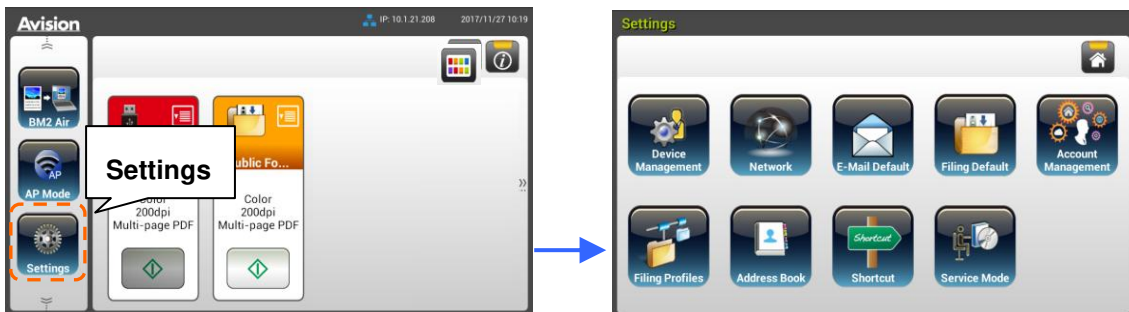 Avision
IP: 10.1.21.208
2017/11/27 10:19
BM2 Air
AP
AP Mode
Settings
Settings
ublic Fo...
Color
200dpi
Multi-page PDF
Color
200dpi
Multi-page PDF
Settings
Device
Management
Network
E-Mail Default
Filing Default
Account
Management
Filing Profiles
Address Book
Shortcut
Shortcut
Service Mode